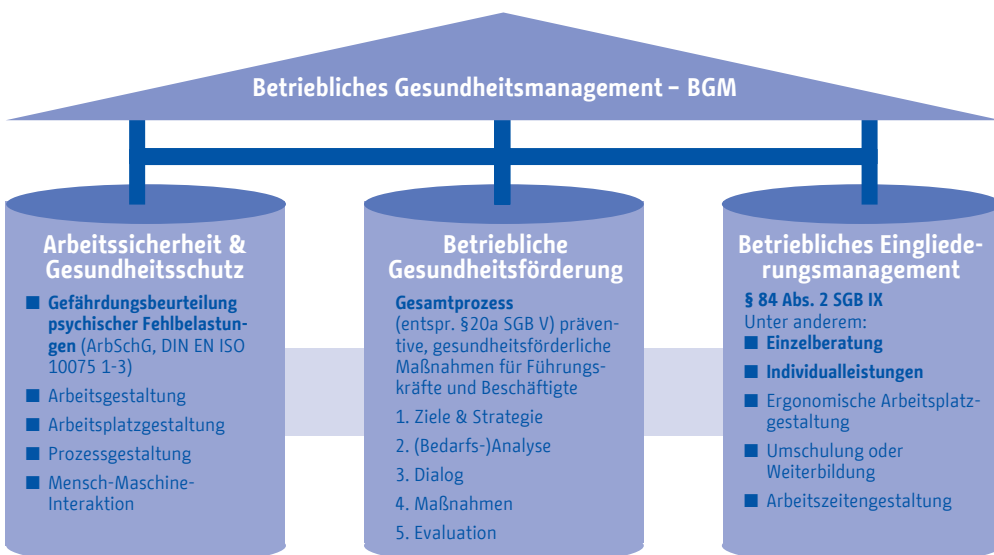 Betriebliches Gesundheitsmanagement – BGM
Arbeitssicherheit &
Gesundheitsschutz
■ Gefährdungsbeurteilung
psychischer Fehlbelastun-
gen (ArbSchG, DIN EN ISO
10075 1-3)
■ Arbeitsgestaltung
■ Arbeitsplatzgestaltung
■ Prozessgestaltung
■ Mensch-Maschine-
Interaktion
Betriebliche
Gesundheitsförderung
Gesamtprozess
(entspr. §20a SGB V) präven-
tive, gesundheitsförderliche
Maßnahmen für Führungs-
kräfte und Beschäftigte
1. Ziele & Strategie
2. (Bedarfs-)Analyse
3. Dialog
4. Maßnahmen
5. Evaluation
Betriebliches Eingliede-
rungsmanagement
§ 84 Abs. 2 SGB IX
Unter anderem:
■ Einzelberatung
■ Individualleistungen
■ Ergonomische Arbeitsplatz-
gestaltung
■ Umschulung oder
Weiterbildung
■ Arbeitszeitengestaltung